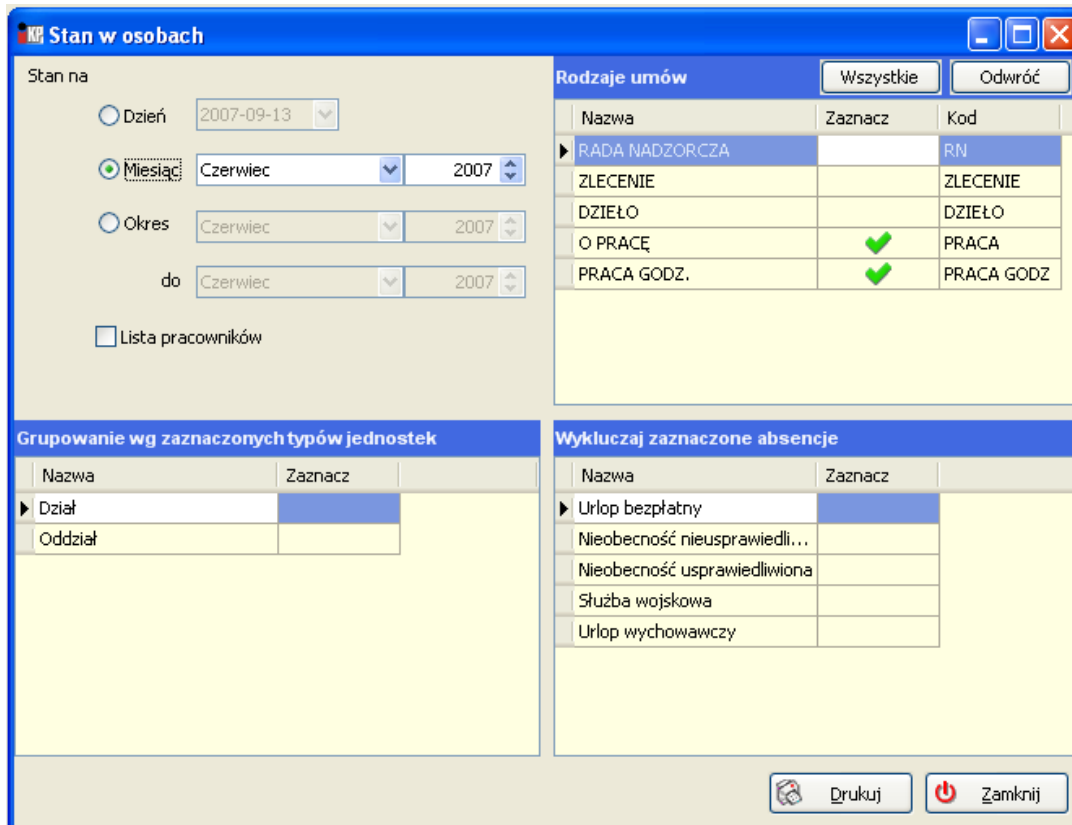 KP Stan w osobach
Stan na
Dzień 2007-09-13
Miesiąc Czerwiec 2007
Okres Czerwiec 2007
do Czerwiec 2007
Lista pracowników
Rodzaje umów Wszystkie Odwróć
Nazwa Zaznacz Kod
RADA NADZORCZA RN
ZLECENIE ZLECENIE
DZIEŁO DZIEŁO
O PRACĘ PRACA
PRACA GODZ. PRACA GODZ
Grupowanie wg zaznaczonych typów jednostek
Nazwa Zaznacz
Dział
Oddział
Wykluczaj zaznaczone absencje
Nazwa Zaznacz
Urlop bezpłatny
Nieobecność nieusprawiedli...
Nieobecność usprawiedliwiona
Służba wojskowa
Urlop wychowawczy
Drukuj Zamknij